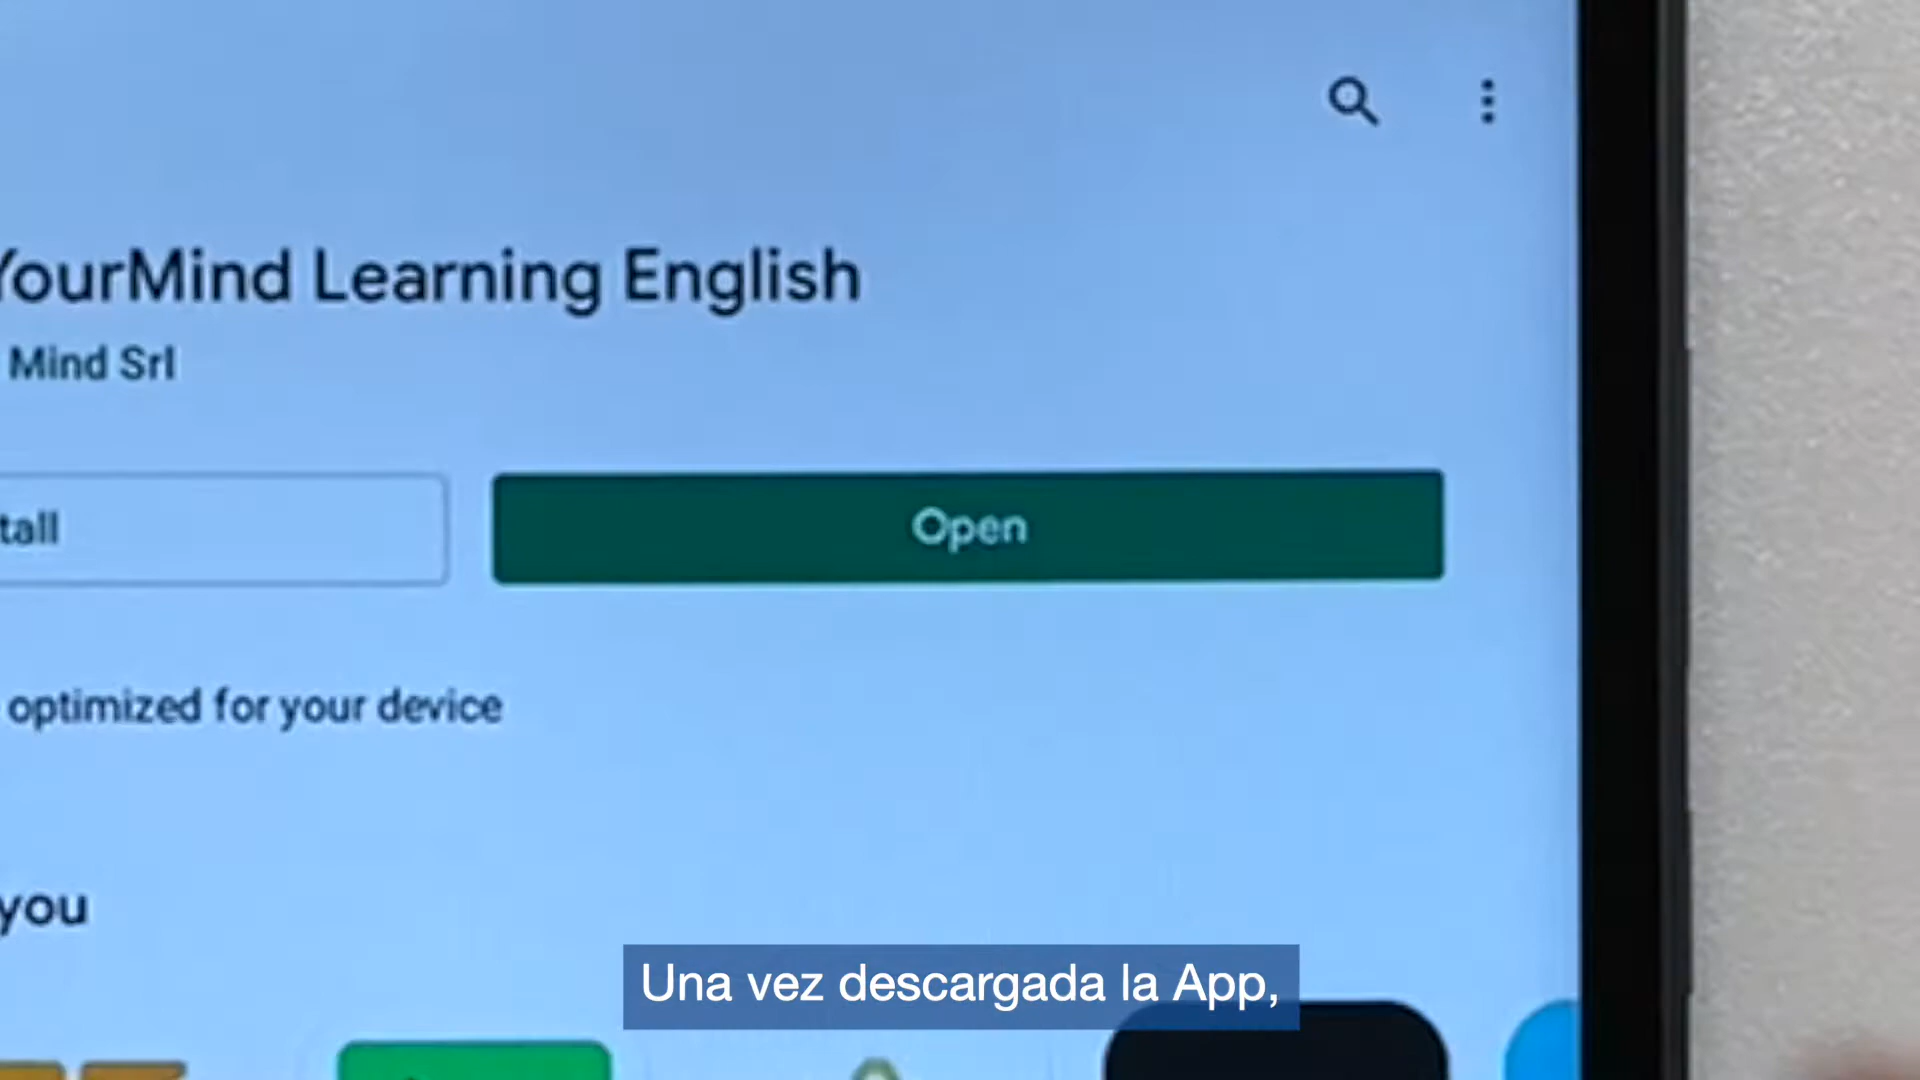 YourMind Learning English
Mind Srl
tall
Open
optimized for your device
you
Una vez descargada la App,